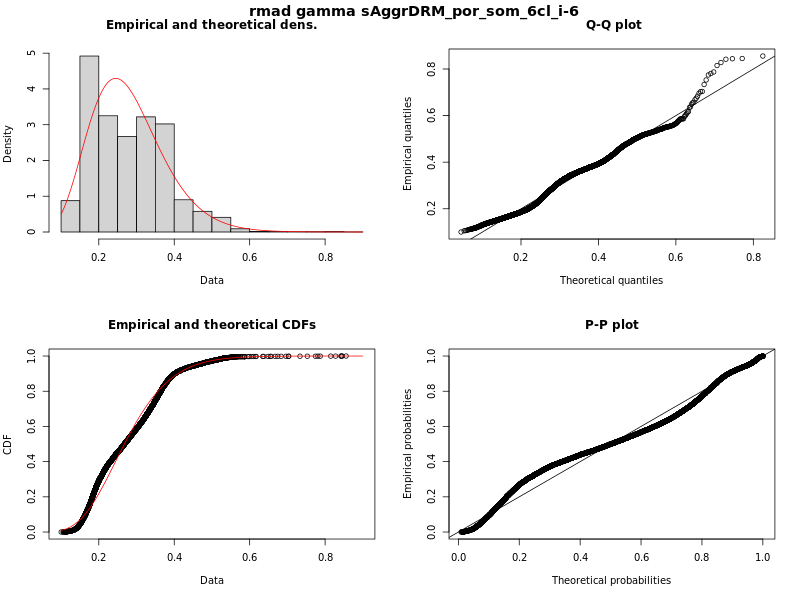 rmad gamma sAggrDRM_por_som_6cl_i-6
Empirical and theoretical dens.
Density
0 1 2 3 4 5
0.2 0.4 0.6 0.8
Data
Q-Q plot
Empirical quantiles
0.2 0.4 0.6 0.8
0.2 0.4 0.6 0.8
Theoretical quantiles
Empirical and theoretical CDFs
CDF
0.0 0.2 0.4 0.6 0.8 1.0
0.2 0.4 0.6 0.8
Data
P-P plot
Empirical probabilities
0.0 0.2 0.4 0.6 0.8 1.0
0.0 0.2 0.4 0.6 0.8 1.0
Theoretical probabilities